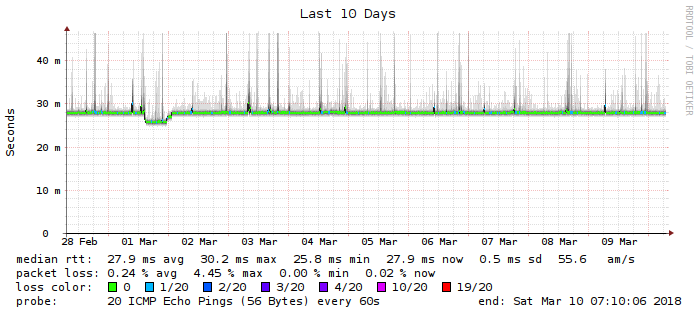 Last 10 Days
RRDTOOL / TOBI OETIKER
Seconds
40 m
30 m
20 m
10 m
0
28 Feb 01 Mar 02 Mar 03 Mar 04 Mar 05 Mar 06 Mar 07 Mar 08 Mar 09 Mar
median rtt: 27.9 ms avg 30.2 ms max 25.8 ms min 27.9 ms now 0.5 ms sd 55.6 am/s
packet loss: 0.24 % avg 4.45 % max 0.00 % min 0.02 % now
loss color: 0 1/20 2/20 3/20 4/20 10/20 19/20
probe: 20 ICMP Echo Pings (56 Bytes) every 60s end: Sat Mar 10 07:10:06 2018